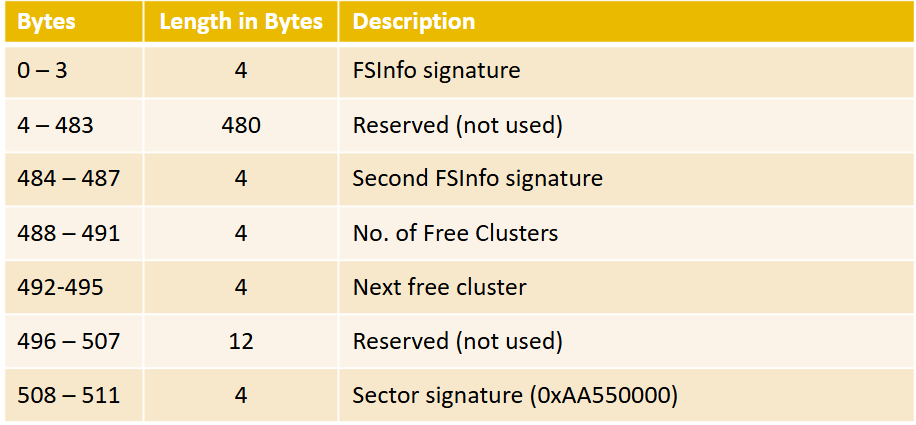 Bytes Length in Bytes Description
0 – 3 4 FSInfo signature
4 – 483 480 Reserved (not used)
484 – 487 4 Second FSInfo signature
488 – 491 4 No. of Free Clusters
492-495 4 Next free cluster
496 – 507 12 Reserved (not used)
508 – 511 4 Sector signature (0xAA550000)